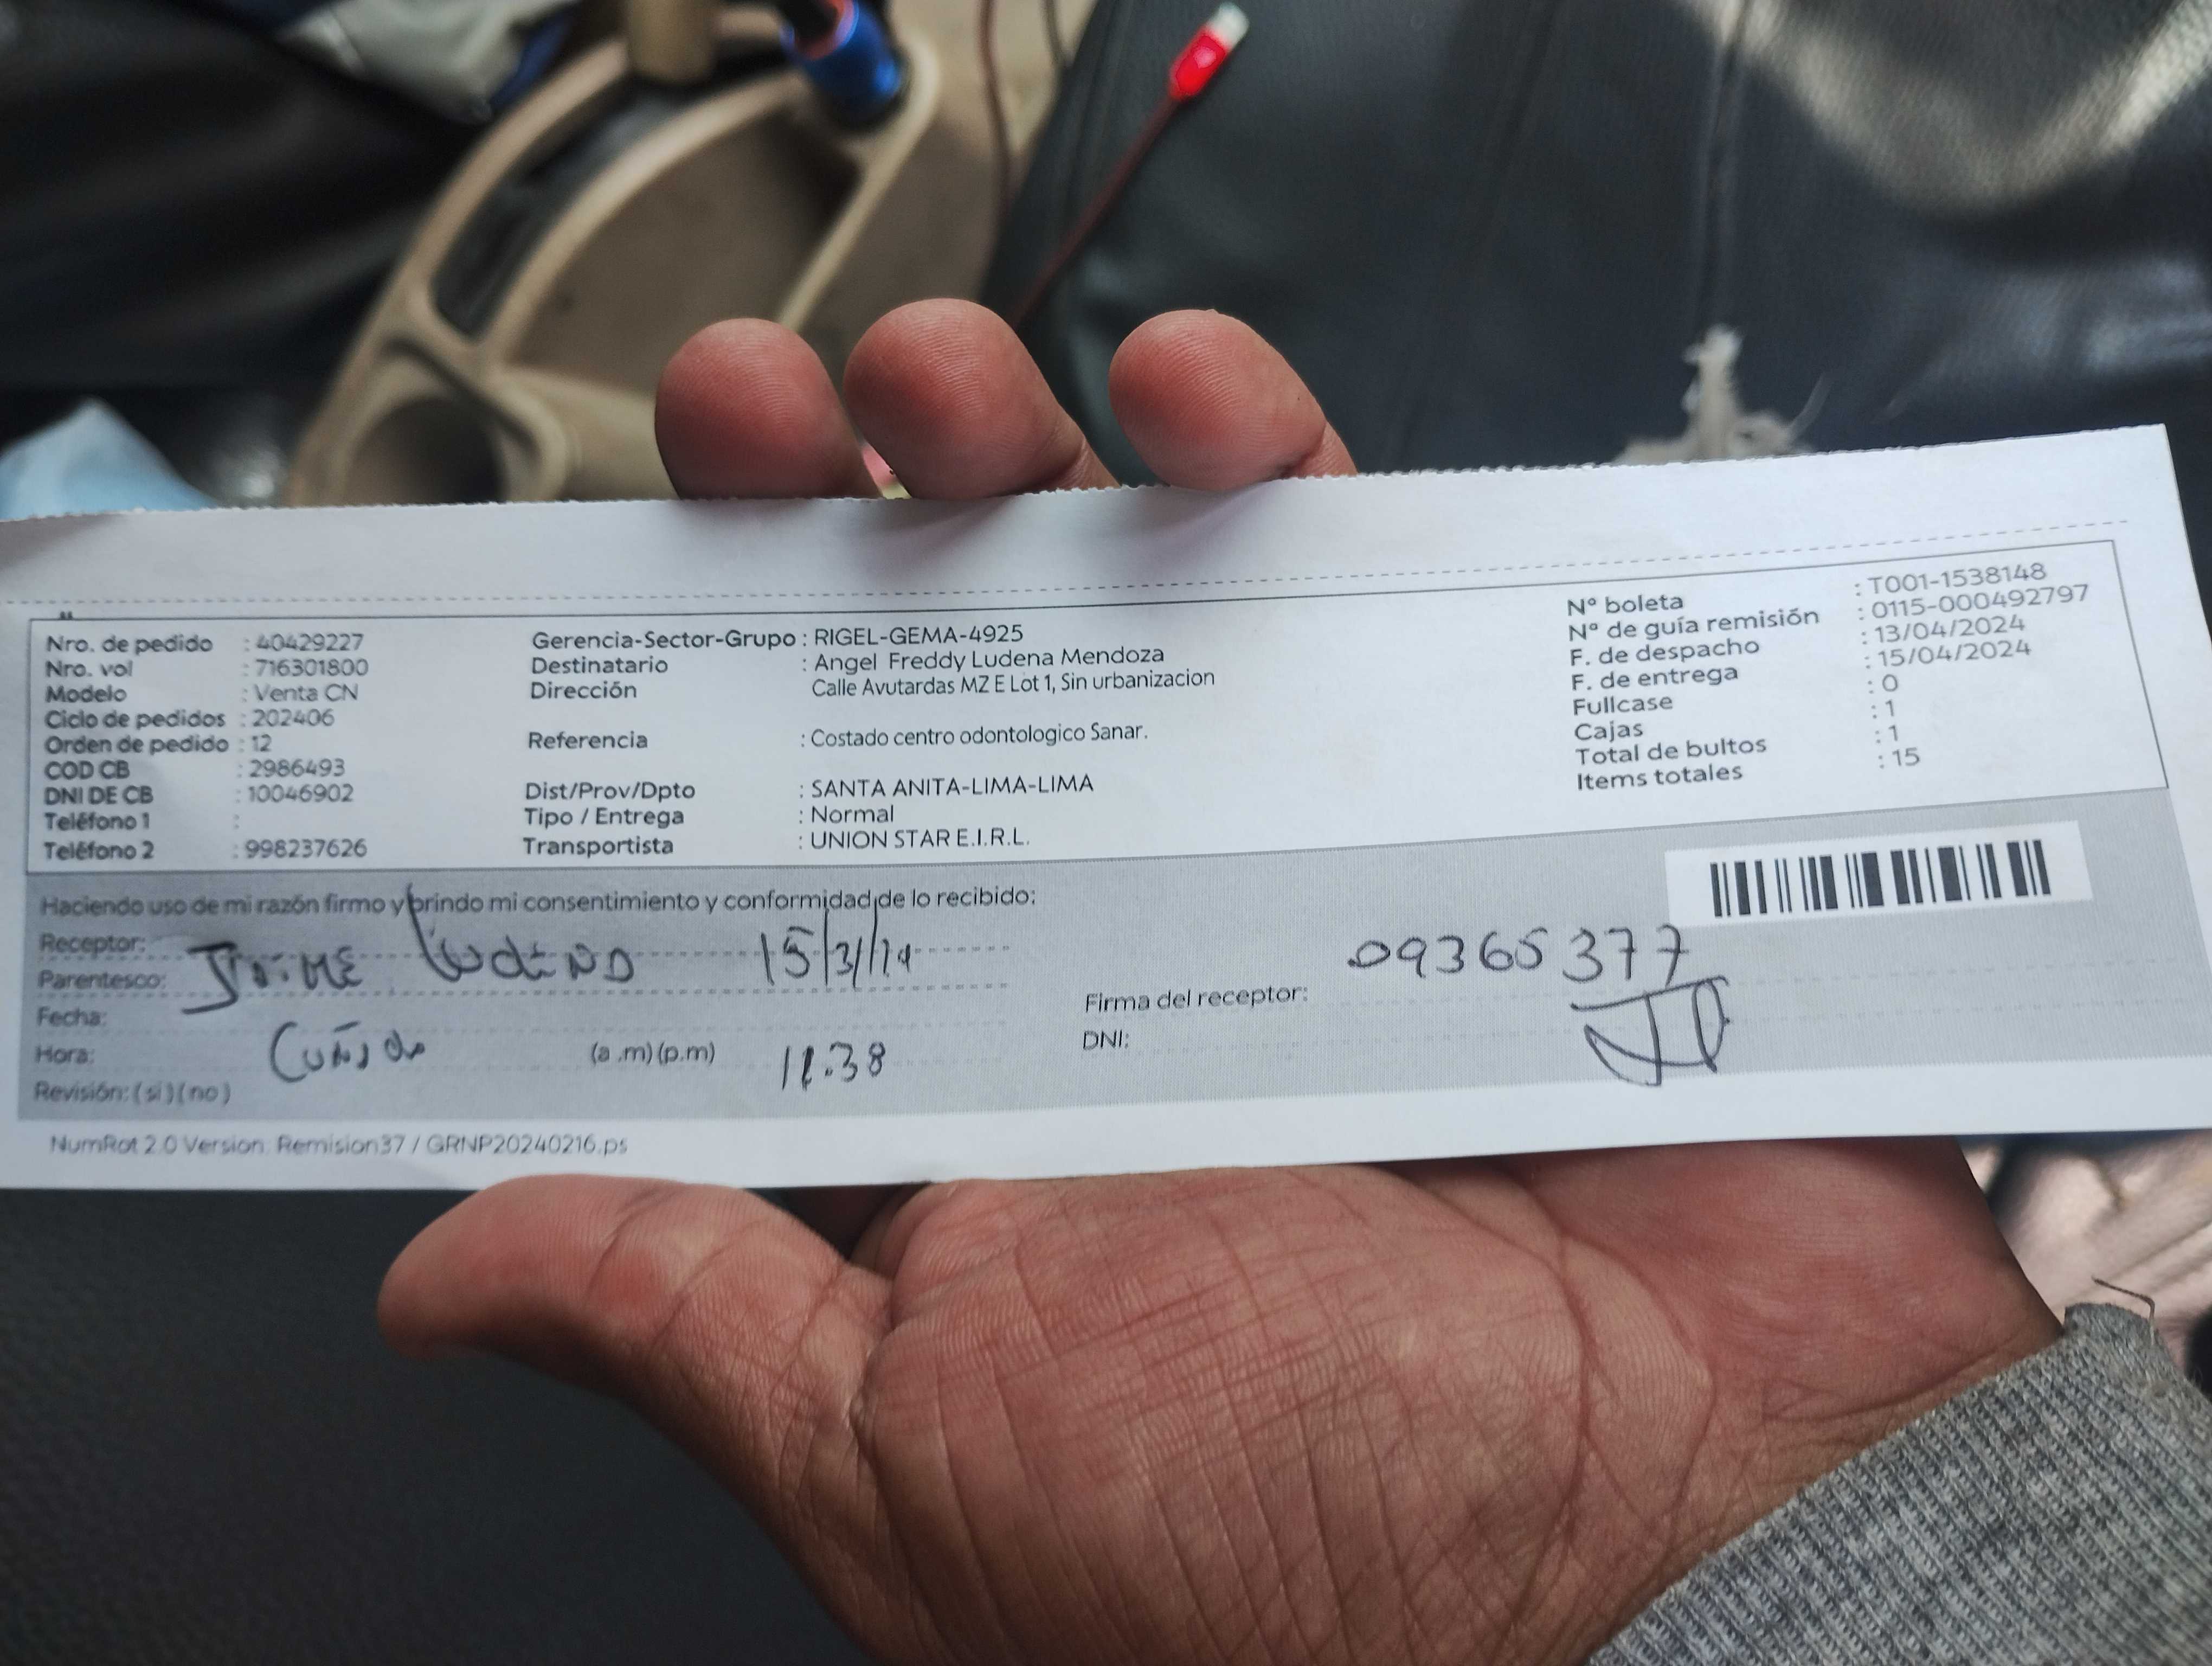 Nro. de pedido : 40429227
Nro. vol : 716301800
Modelo : Venta CN
Ciclo de pedidos : 202406
Orden de pedido : 12
COD CB : 2986493
DNI DE CB : 10046902
Teléfono 1 :
Teléfono 2 : 998237626
Gerencia-Sector-Grupo : RIGEL-GEMA-4925
Destinatario : Angel Freddy Ludena Mendoza
Dirección Calle Avutardas MZ E Lot 1, Sin urbanizacion
Referencia : Costado centro odontologico Sanar.
Dist/Prov/Dpto : SANTA ANITA-LIMA-LIMA
Tipo / Entrega : Normal
Transportista : UNION STAR E.I.R.L.
Nº boleta : T001-1538148
Nº de guía remisión : 0115-000492797
F. de despacho : 13/04/2024
F. de entrega : 15/04/2024
Fullcase : 0
Cajas : 1
Total de bultos : 1
Items totales : 15
Haciendo uso de mi razón firmo y brindo mi consentimiento y conformidad de lo recibido:
Receptor:
Parentesco:
Fecha:
Hora: (a .m) (p.m) 11:38
Revisión: ( si ) ( no )
09365377
Firma del receptor:
DNI:
NumRot 2.0 Version: Remision37 / GRNP20240216.ps